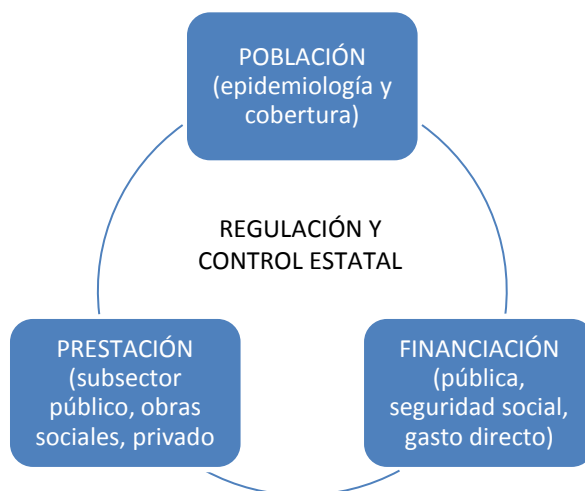 POBLACIÓN
(epidemiología y
cobertura)
REGULACIÓN Y
CONTROL ESTATAL
PRESTACIÓN
(subsector
público, obras
sociales, privado
FINANCIACIÓN
(pública,
seguridad social,
gasto directo)